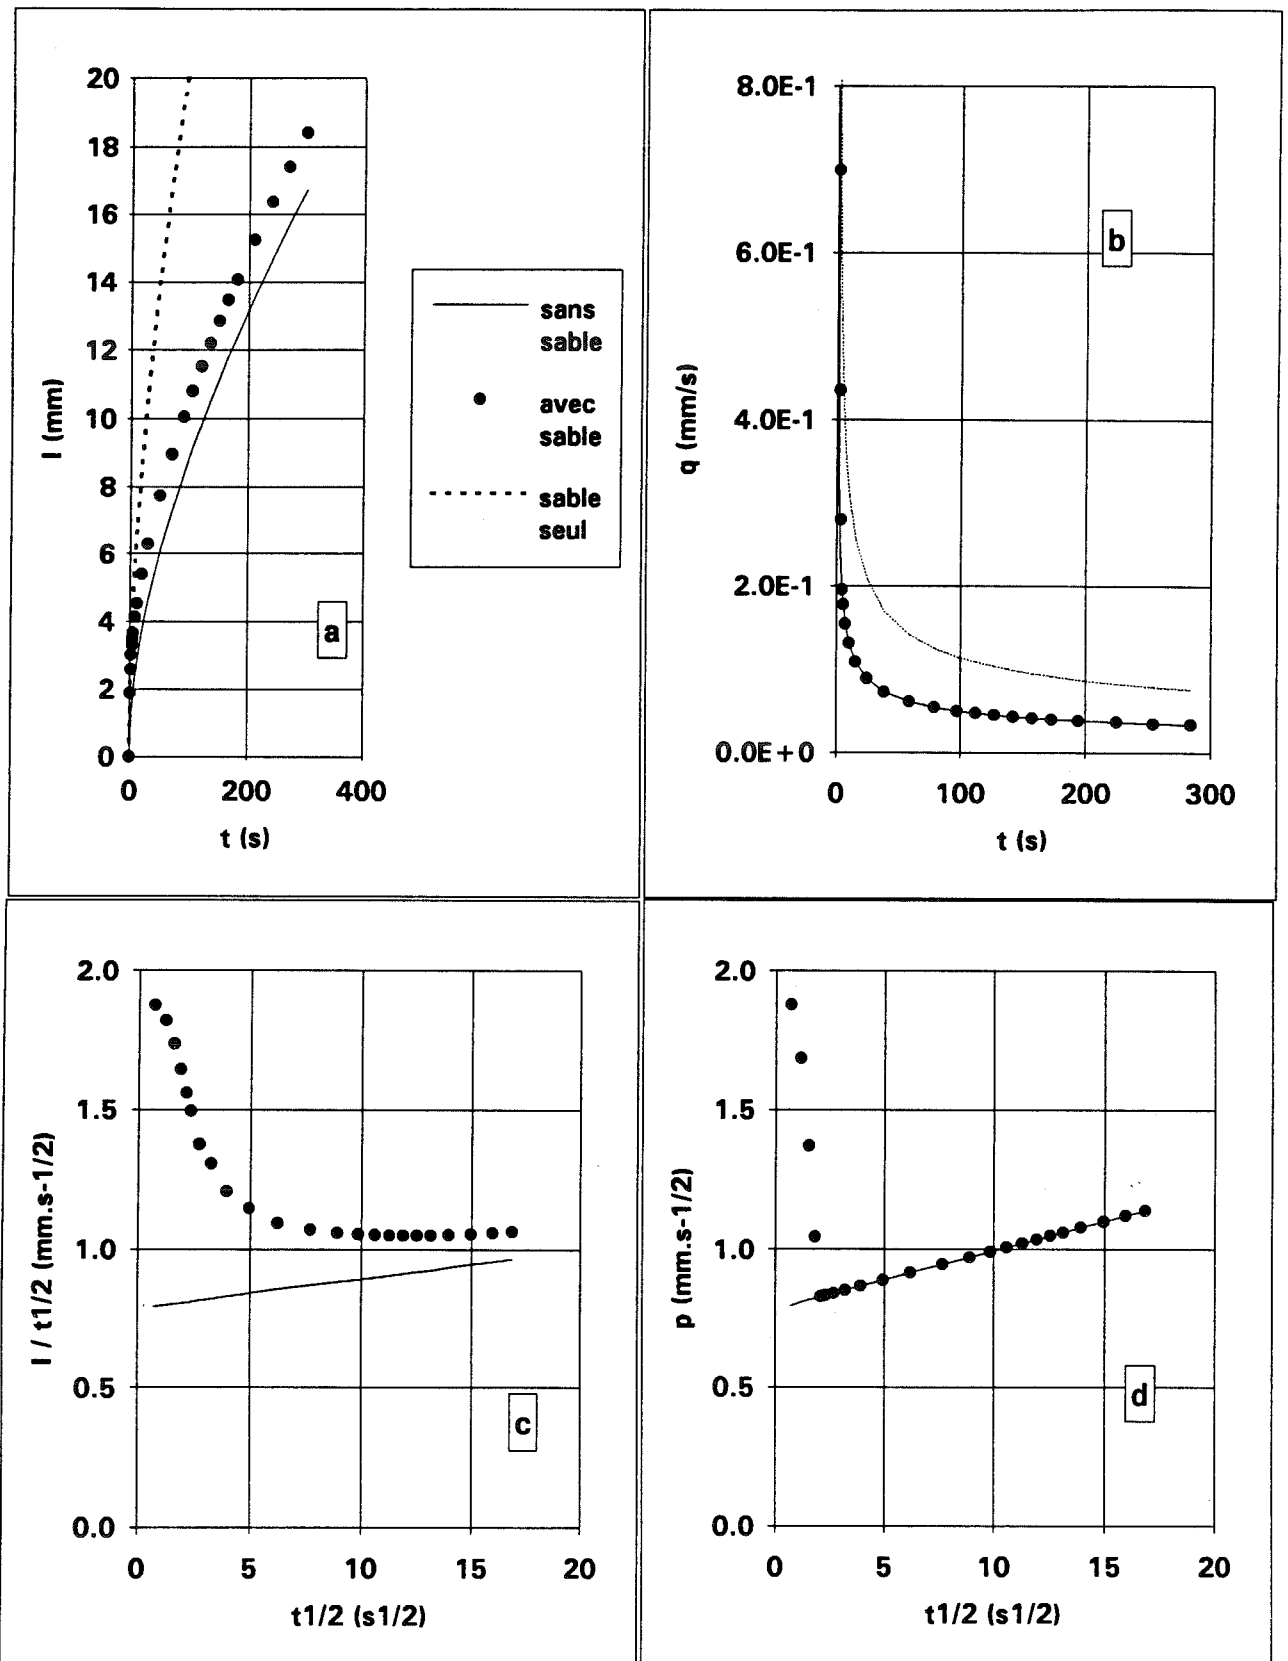 20
18
16
14
12
10
8
6
4
2
0
0 200 400
I (mm)
t (s)
a
sans
sable
avec
sable
sable
seul
8.0E-1
6.0E-1
4.0E-1
2.0E-1
0.0E+0
0 100 200 300
q (mm/s)
t (s)
b
2.0
1.5
1.0
0.5
0.0
0 5 10 15 20
I / t1/2 (mm.s-1/2)
t1/2 (s1/2)
c
2.0
1.5
1.0
0.5
0.0
0 5 10 15 20
p (mm.s-1/2)
t1/2 (s1/2)
d